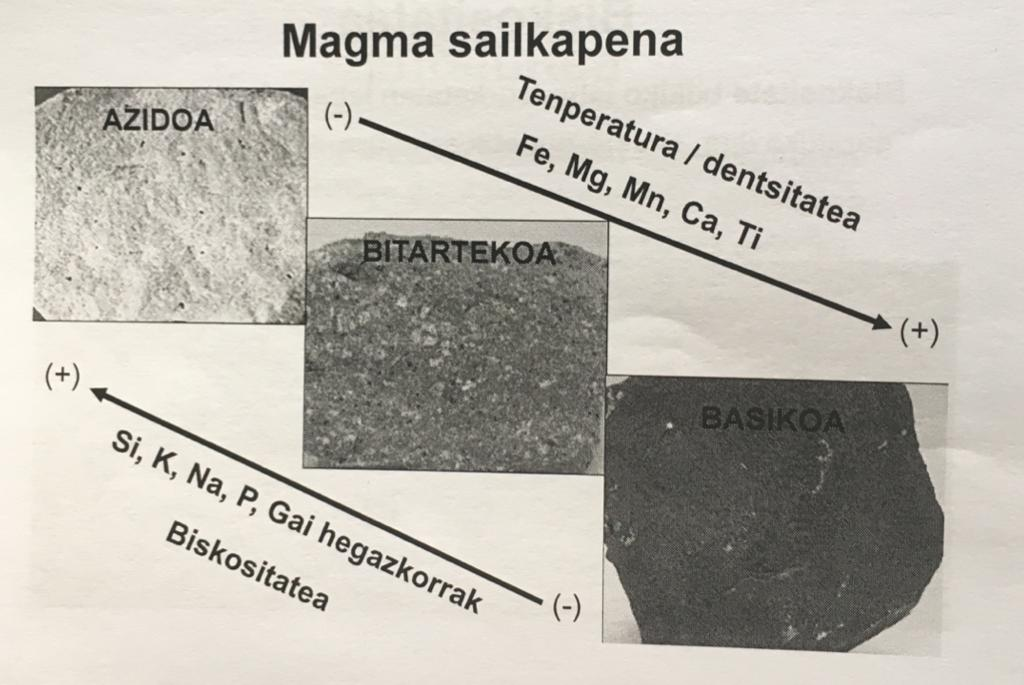 Magma sailkapena
AZIDOA
(-)
Tenperatura / dentsitatea
Fe, Mg, Mn, Ca, Ti
(+)
BITARTEKOA
BASIKOA
(+)
Si, K, Na, P, Gai hegazkorrak
Biskositatea
(-)